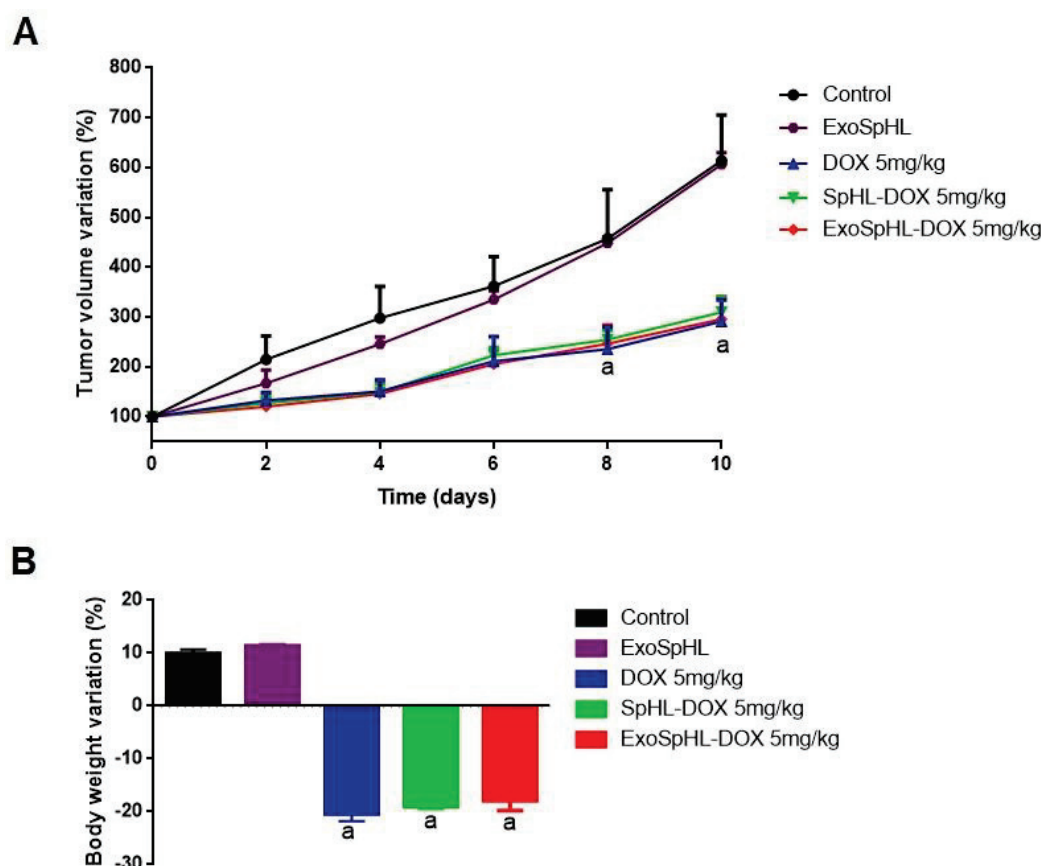 A
Tumor volume variation (%)
800
700
600
500
400
300
200
100
0
2
4
6
8
10
Time (days)
a
a
Control
ExoSpHL
DOX 5mg/kg
SpHL-DOX 5mg/kg
ExoSpHL-DOX 5mg/kg
B
Body weight variation (%)
20
10
0
-10
-20
-30
a
a
a
Control
ExoSpHL
DOX 5mg/kg
SpHL-DOX 5mg/kg
ExoSpHL-DOX 5mg/kg